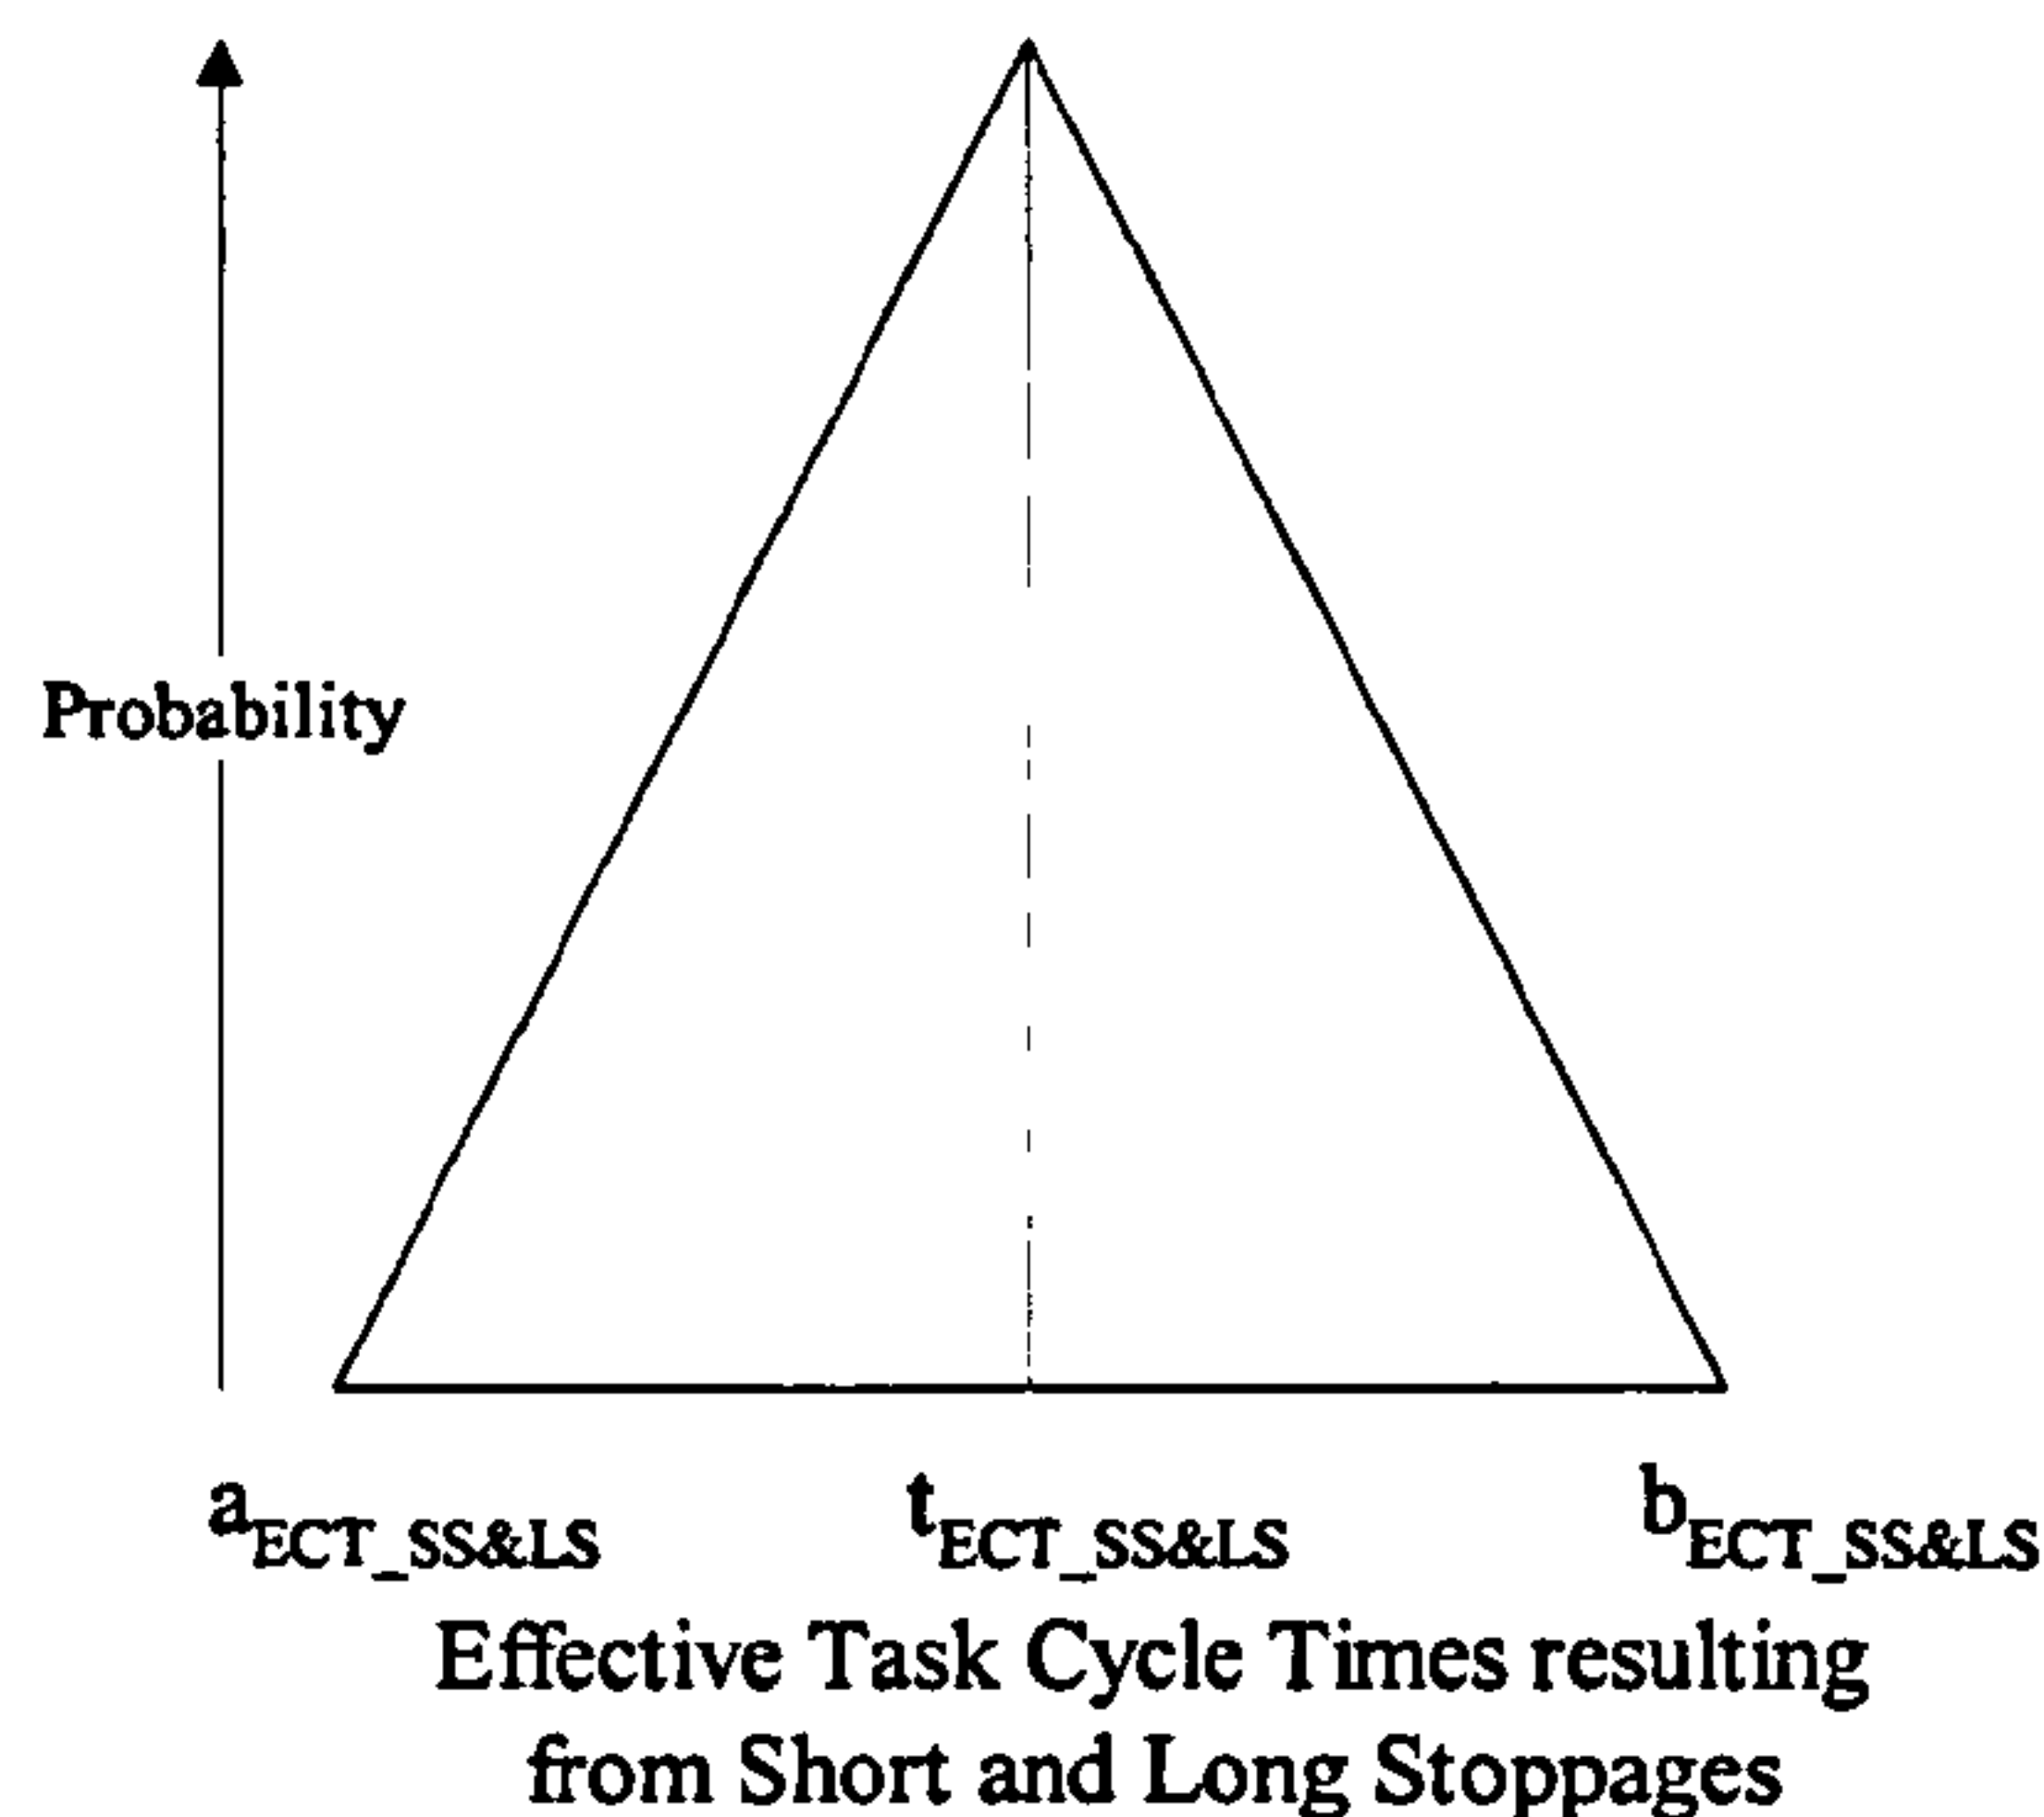 Probability
aECT_SS&LS tECT_SS&LS bECT_SS&LS
Effective Task Cycle Times resulting
from Short and Long Stoppages